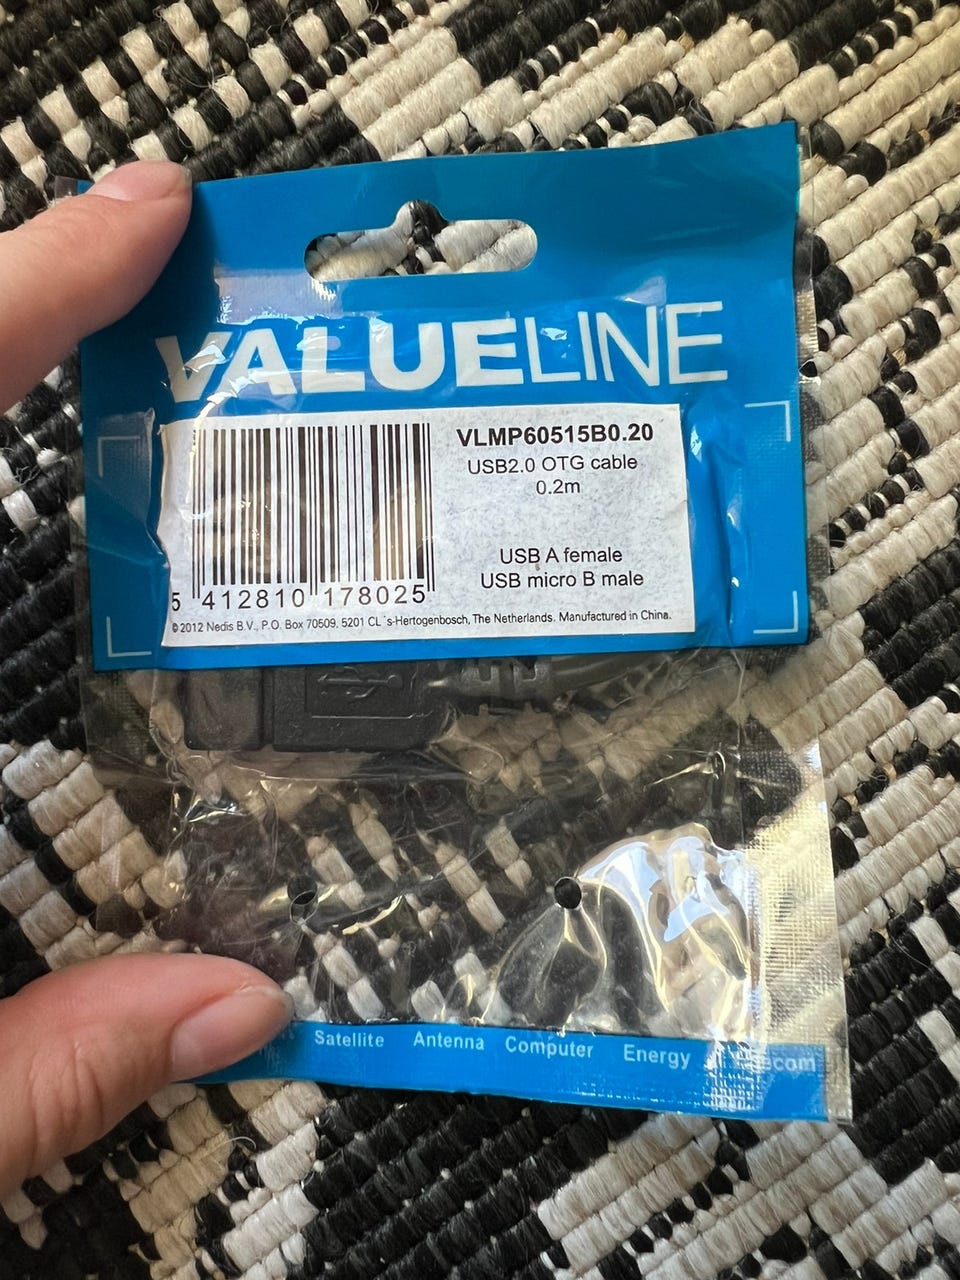 VALUELINE
VLMP60515B0.20
USB2.0 OTG cable
0.2m
USB A female
USB micro B male
5 412810 178025
©2012 Nedis B.V., P.O. Box 70509, 5201 CL `s-Hertogenbosch, The Netherlands. Manufactured in China.
Satellite Antenna Computer Energy